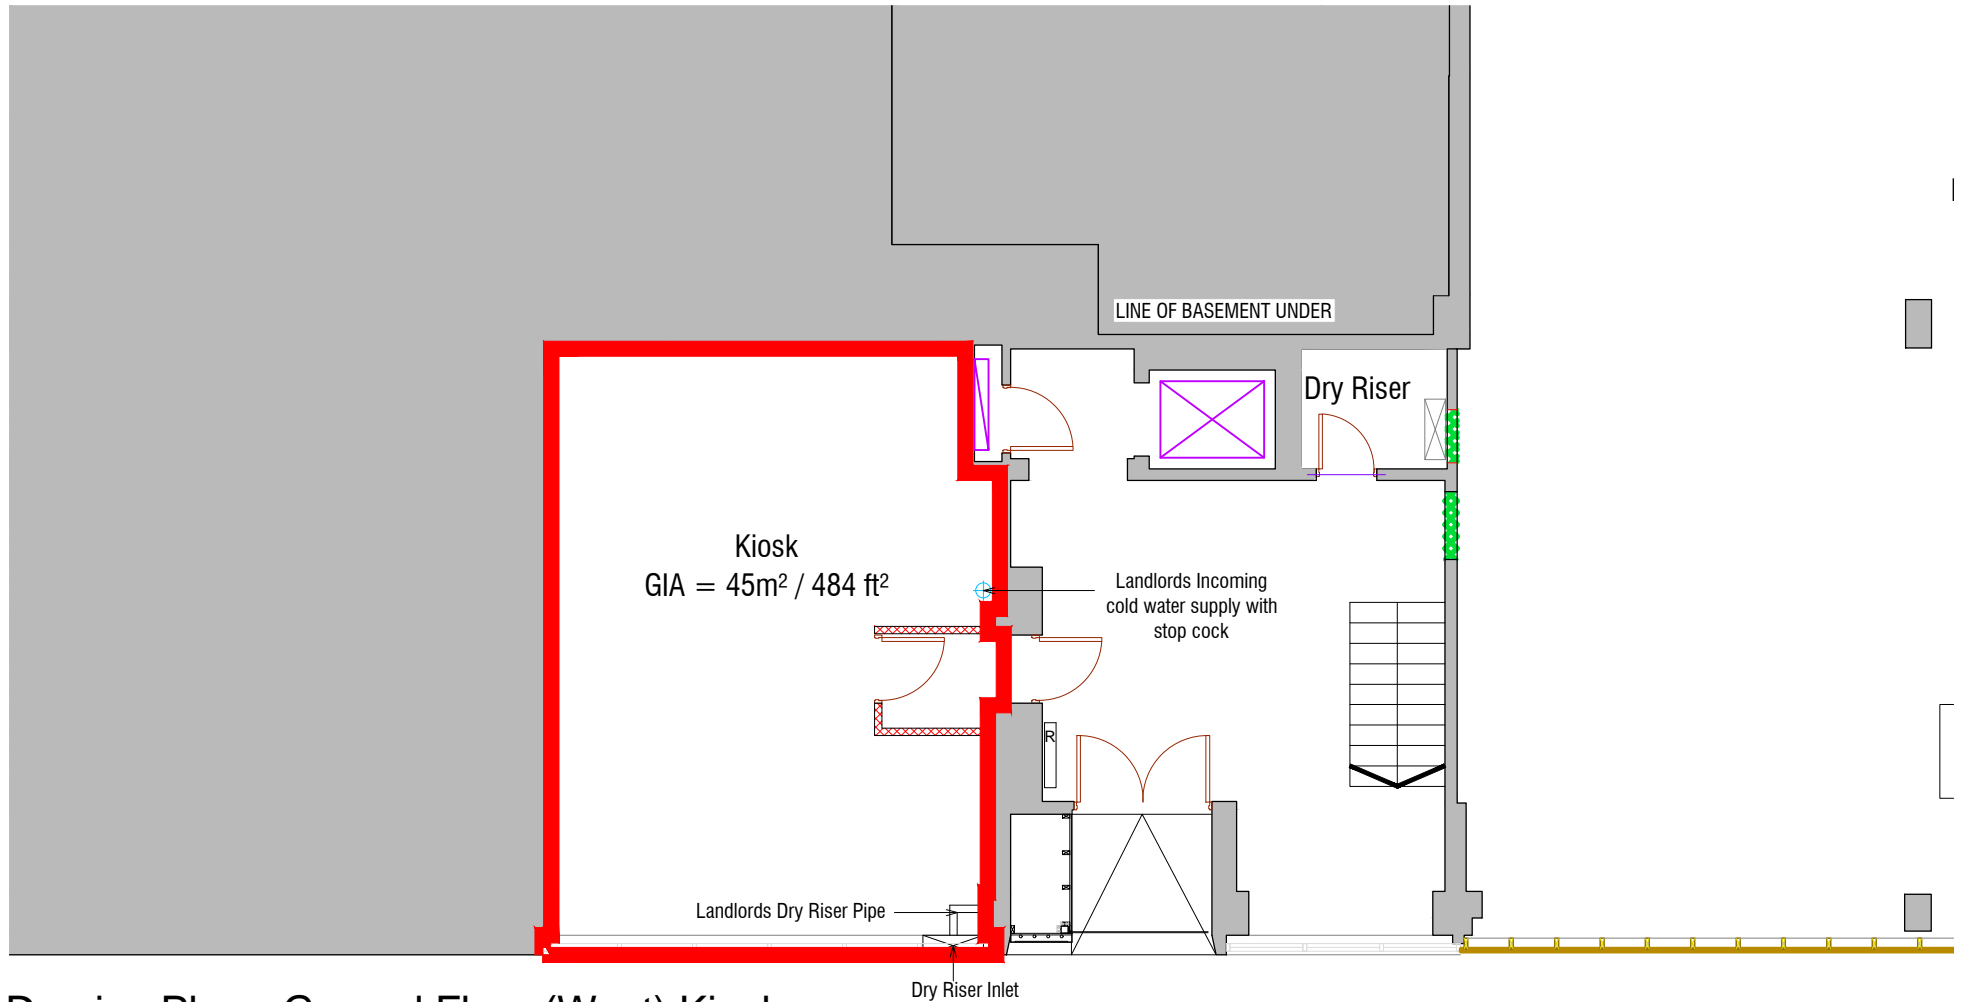 LINE OF BASEMENT UNDER
Dry Riser
Kiosk
GIA = 45m² / 484 ft²
Landlords Incoming
cold water supply with
stop cock
R
Landlords Dry Riser Pipe
Dry Riser Inlet